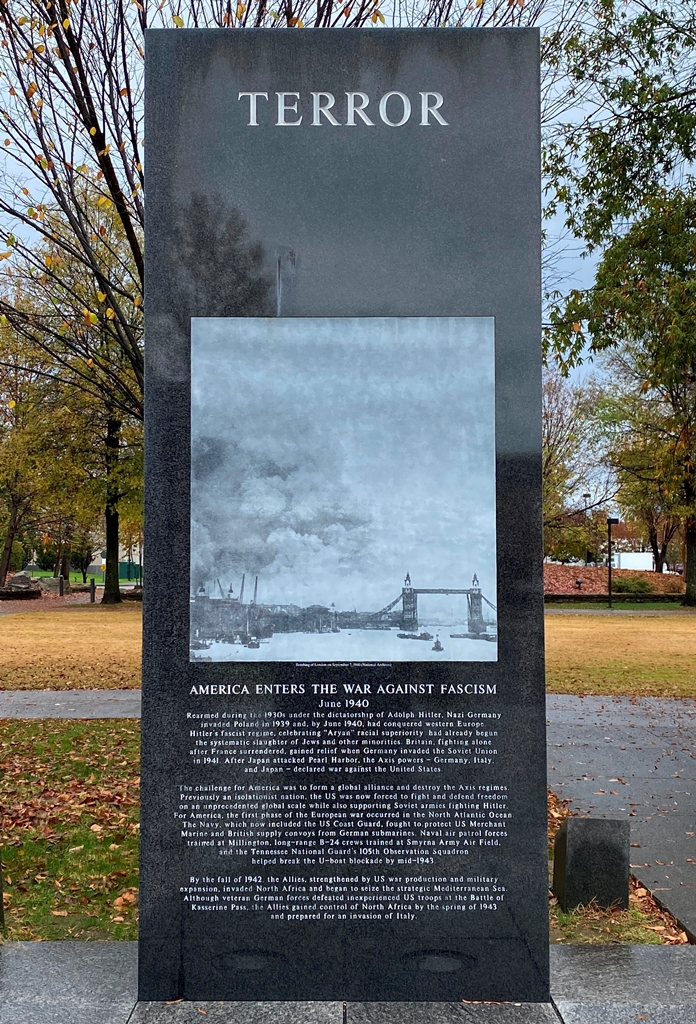 TERROR
Bombing of London on September 7, 1940 (National Archives)
AMERICA ENTERS THE WAR AGAINST FASCISM
June 1940
Rearmed during the 1930s under the dictatorship of Adolph Hitler, Nazi Germany
invaded Poland in 1939 and, by June 1940, had conquered western Europe.
Hitler's fascist regime, celebrating "Aryan" racial superiority had already begun
the systematic slaughter of Jews and other minorities. Britain, fighting alone
after France surrendered, gained relief when Germany invaded the Soviet Union
in 1941. After Japan attacked Pearl Harbor, the Axis powers – Germany, Italy,
and Japan – declared war against the United States.
The challenge for America was to form a global alliance and destroy the Axis regimes.
Previously an isolationist nation, the US was now forced to fight and defend freedom
on an unprecedented global scale while also supporting Soviet armies fighting Hitler.
For America, the first phase of the European war occurred in the North Atlantic Ocean.
The Navy, which now included the US Coast Guard, fought to protect US Merchant
Marine and British supply convoys from German submarines. Naval air patrol forces
trained at Millington, long-range B-24 crews trained at Smyrna Army Air Field,
and the Tennessee National Guard's 105th Observation Squadron
helped break the U-boat blockade by mid-1943.
By the fall of 1942, the Allies, strengthened by US war production and military
expansion, invaded North Africa and began to seize the strategic Mediterranean Sea.
Although veteran German forces defeated inexperienced US troops at the Battle of
Kasserine Pass, the Allies gained control of North Africa by the spring of 1943
and prepared for an invasion of Italy.